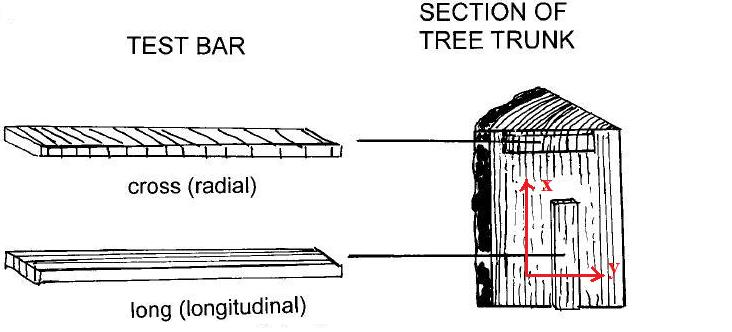 TEST BAR
SECTION OF
TREE TRUNK
cross (radial)
x
y
long (longitudinal)